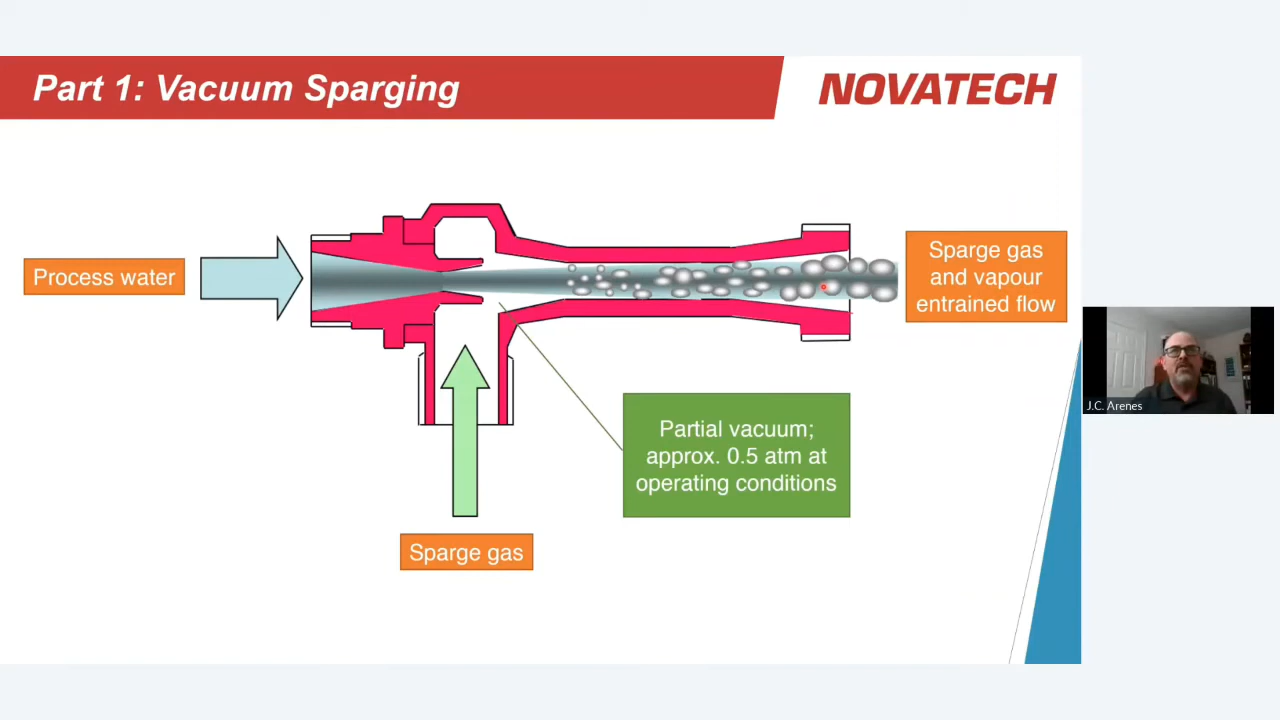 Part 1: Vacuum Sparging
NOVATECH
Process water
Sparge gas
and vapour
entrained flow
J.C. Arenes
Partial vacuum;
approx. 0.5 atm at
operating conditions
Sparge gas